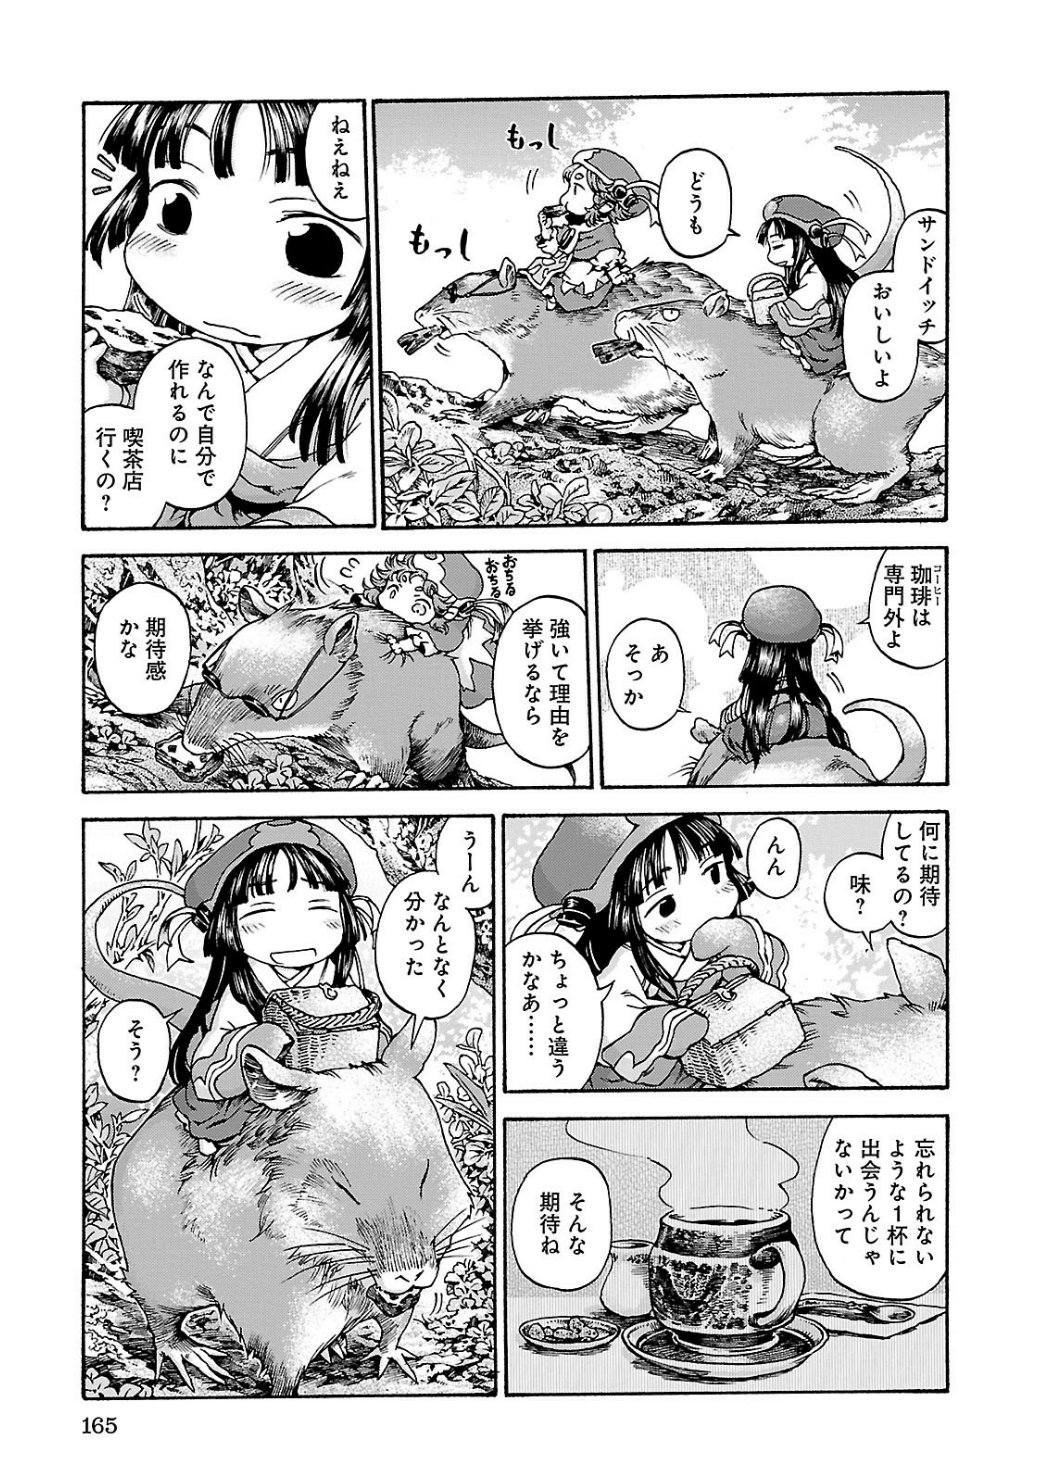 サンドイッチ
おいしいよ
どうも
もっし
もっし
ねえねえ
なんで自分で
作れるのに
喫茶店
行くの？
珈琲は
コーヒー
専門外よ
あ
そっか
強いて理由を
挙げるなら
おちる
おちる
期待感
かな
何に期待
してるの？
味？
んん
ちょっと違う
かなあ……
忘れられない
ような1杯に
出会うんじゃ
ないかって
そんな
期待ね
うーん
なんとなく
分かった
そう？
165